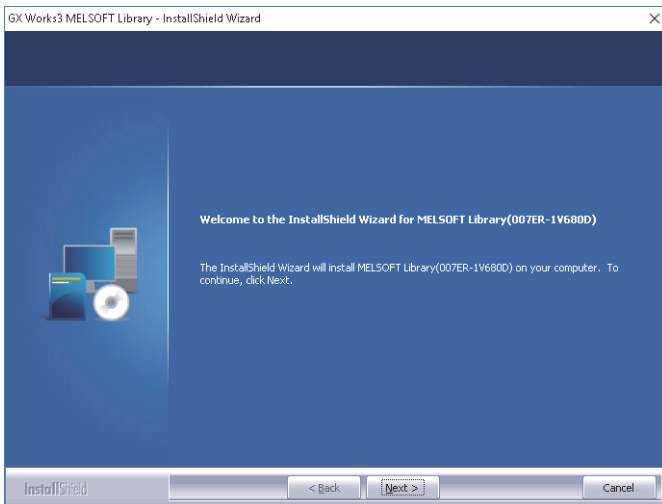 GX Works3 MELSOFT Library - InstallShield Wizard
Welcome to the InstallShield Wizard for MELSOFT Library(007ER-1V680D)
The InstallShield Wizard will install MELSOFT Library(007ER-1V680D) on your computer. To
continue, click Next.
InstallShield
< Back
Next >
Cancel